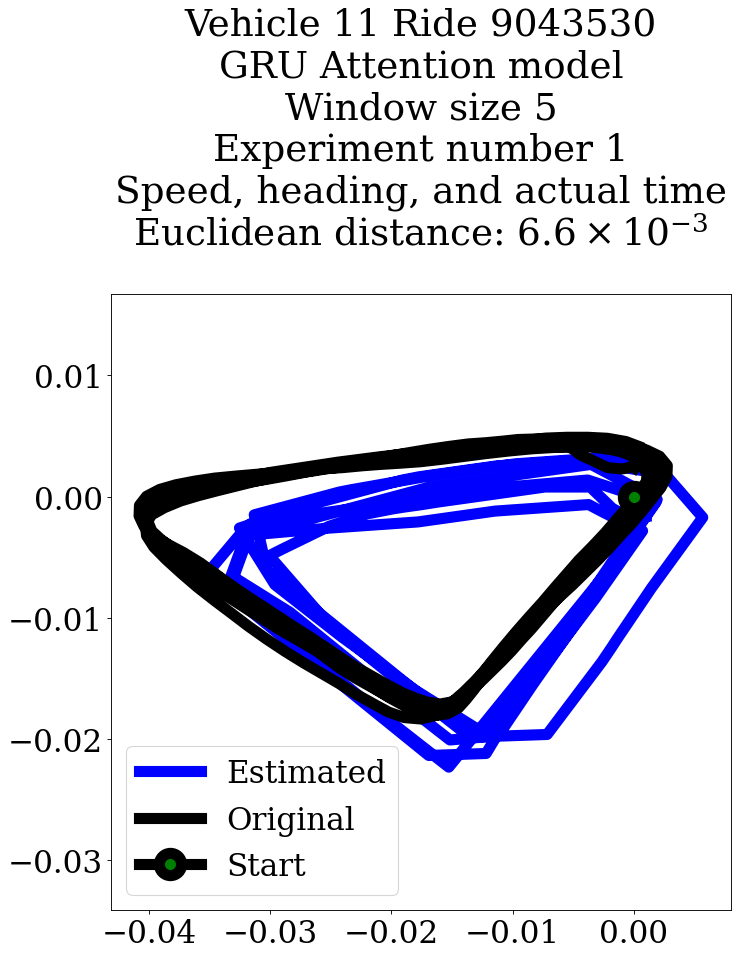 Vehicle 11 Ride 9043530
GRU Attention model
Window size 5
Experiment number 1
Speed, heading, and actual time
Euclidean distance: 6.6 × 10⁻³
0.01
0.00
−0.01
−0.02
−0.03
Estimated
Original
Start
−0.04
−0.03
−0.02
−0.01
0.00